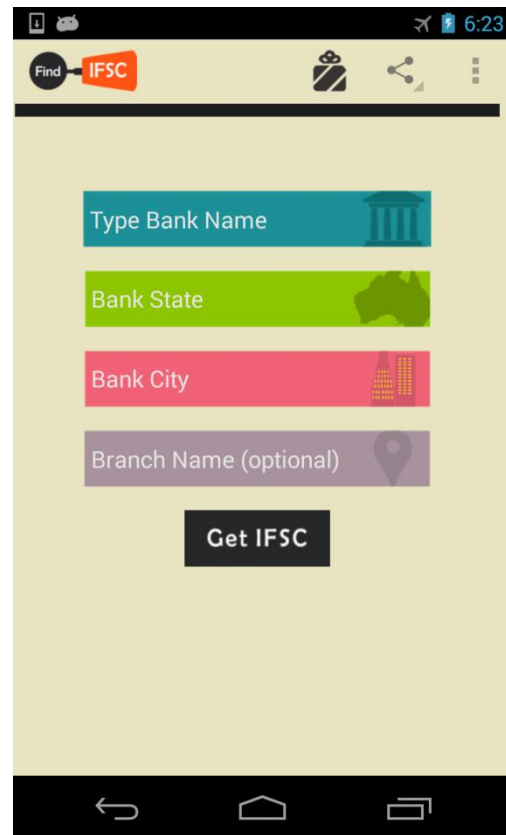 6:23
Find IFSC
Type Bank Name
Bank State
Bank City
Branch Name (optional)
Get IFSC